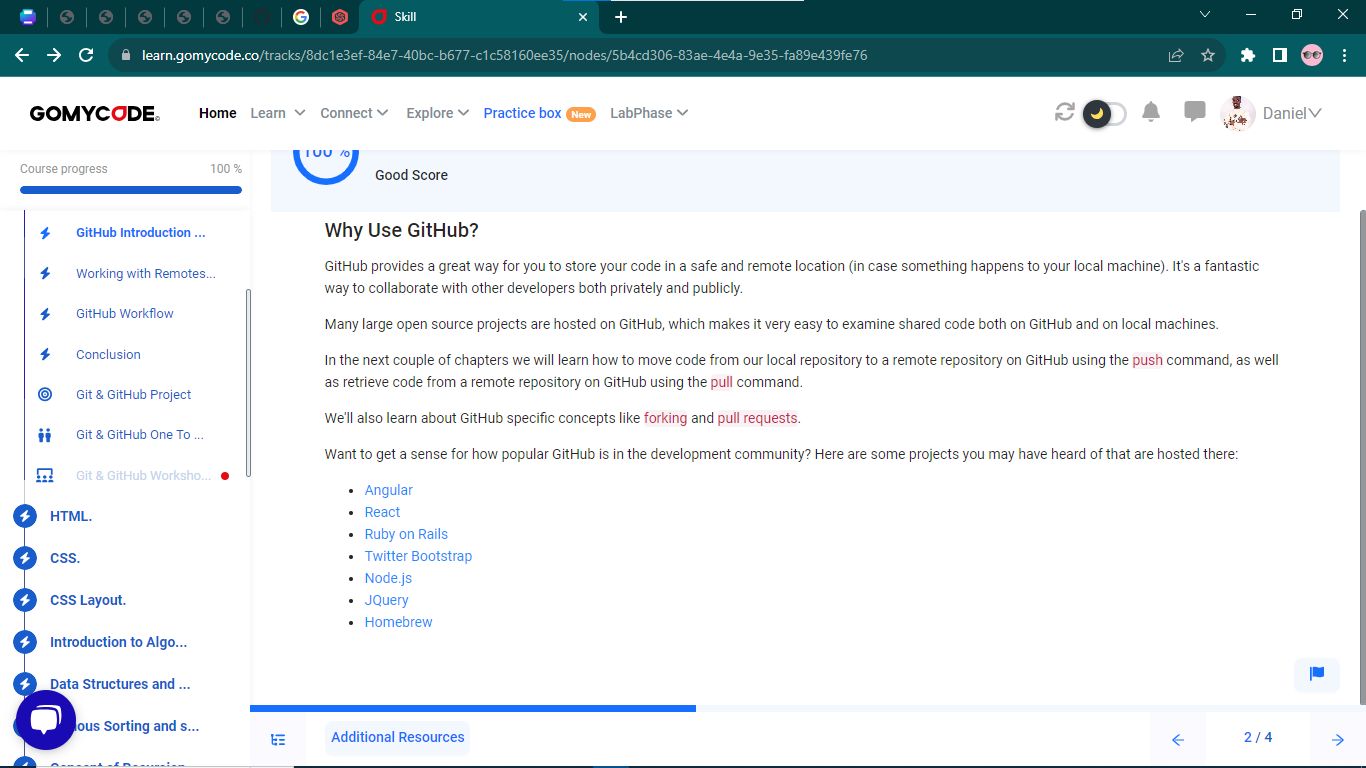 Skill
learn.gomycode.co/tracks/8dc1e3ef-84e7-40bc-b677-c1c58160ee35/nodes/5b4cd306-83ae-4e4a-9e35-fa89e439fe76
GOMYCODE
Home Learn Connect Explore Practice box New LabPhase Daniel
Course progress 100 %
GitHub Introduction ...
Working with Remotes...
GitHub Workflow
Conclusion
Git & GitHub Project
Git & GitHub One To ...
Git & GitHub Worksho...
HTML.
CSS.
CSS Layout.
Introduction to Algo...
Data Structures and ...
ous Sorting and s...
Concept of Recursion
100 %
Good Score
Why Use GitHub?
GitHub provides a great way for you to store your code in a safe and remote location (in case something happens to your local machine). It's a fantastic
way to collaborate with other developers both privately and publicly.
Many large open source projects are hosted on GitHub, which makes it very easy to examine shared code both on GitHub and on local machines.
In the next couple of chapters we will learn how to move code from our local repository to a remote repository on GitHub using the push command, as well
as retrieve code from a remote repository on GitHub using the pull command.
We'll also learn about GitHub specific concepts like forking and pull requests.
Want to get a sense for how popular GitHub is in the development community? Here are some projects you may have heard of that are hosted there:
Angular
React
Ruby on Rails
Twitter Bootstrap
Node.js
JQuery
Homebrew
Additional Resources
2 / 4